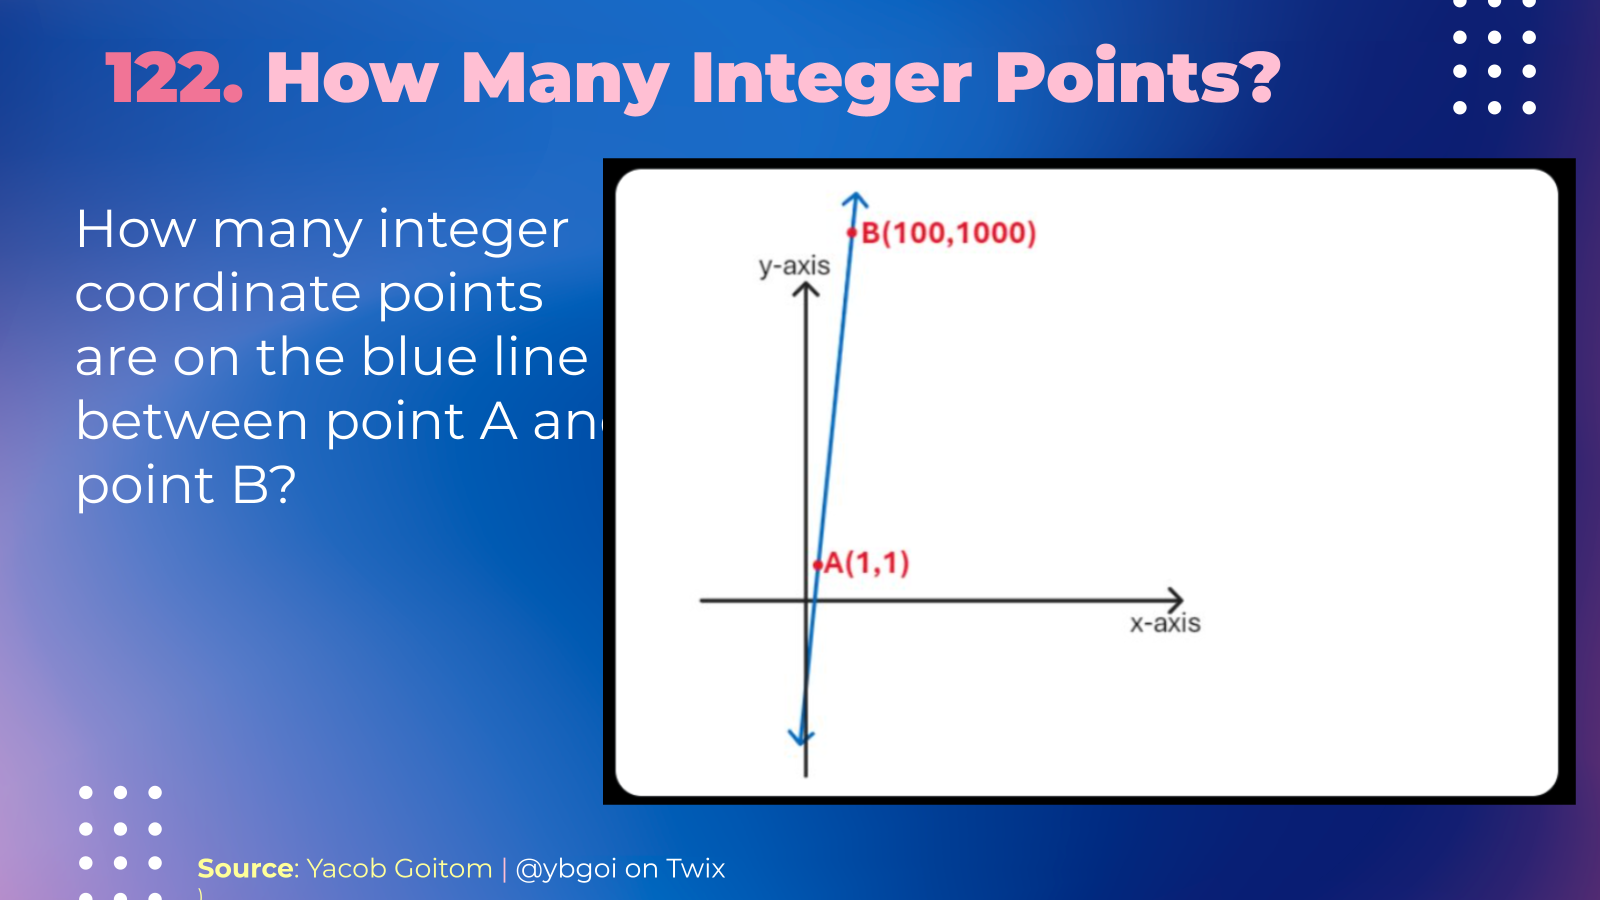 122. How Many Integer Points?
How many integer
coordinate points
are on the blue line
between point A an
point B?
B(100,1000)
y-axis
A(1,1)
x-axis
Source: Yacob Goitom | @ybgoi on Twix
)